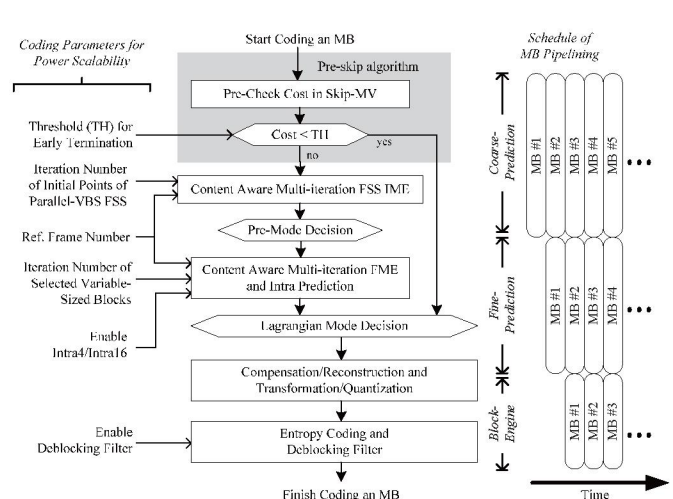 Coding Parameters for
Power Scalability
Start Coding an MB
Schedule of
MB Pipelining
Pre-skip algorithm
Pre-Check Cost in Skip-MV
Threshold (TH) for
Early Termination
Cost < TH
yes
no
Iteration Number
of Initial Points of
Parallel-VBS FSS
Content Aware Multi-iteration FSS IME
Ref. Frame Number
Pre-Mode Decision
Iteration Number of
Selected Variable-
Sized Blocks
Content Aware Multi-iteration FME
and Intra Prediction
Enable
Intra4/Intra16
Lagrangian Mode Decision
Compensation/Reconstruction and
Transformation/Quantization
Enable
Deblocking Filter
Entropy Coding and
Deblocking Filter
Finish Coding an MB
Coarse-
Prediction
MB #1
MB #2
MB #3
MB #4
MB #5
Fine-
Prediction
MB #1
MB #2
MB #3
MB #4
Block-
Engine
MB #1
MB #2
MB #3
Time